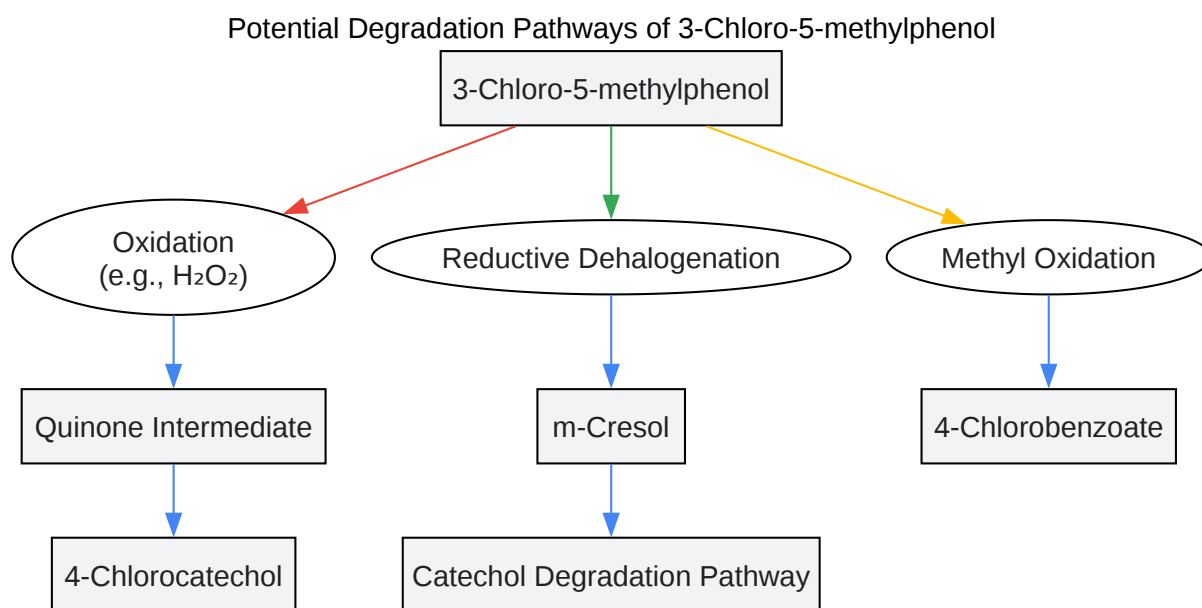 Potential Degradation Pathways of 3-Chloro-5-methylphenol
3-Chloro-5-methylphenol
Oxidation
(e.g., H₂O₂)
Reductive Dehalogenation
Methyl Oxidation
Quinone Intermediate
m-Cresol
4-Chlorobenzoate
4-Chlorocatechol
Catechol Degradation Pathway